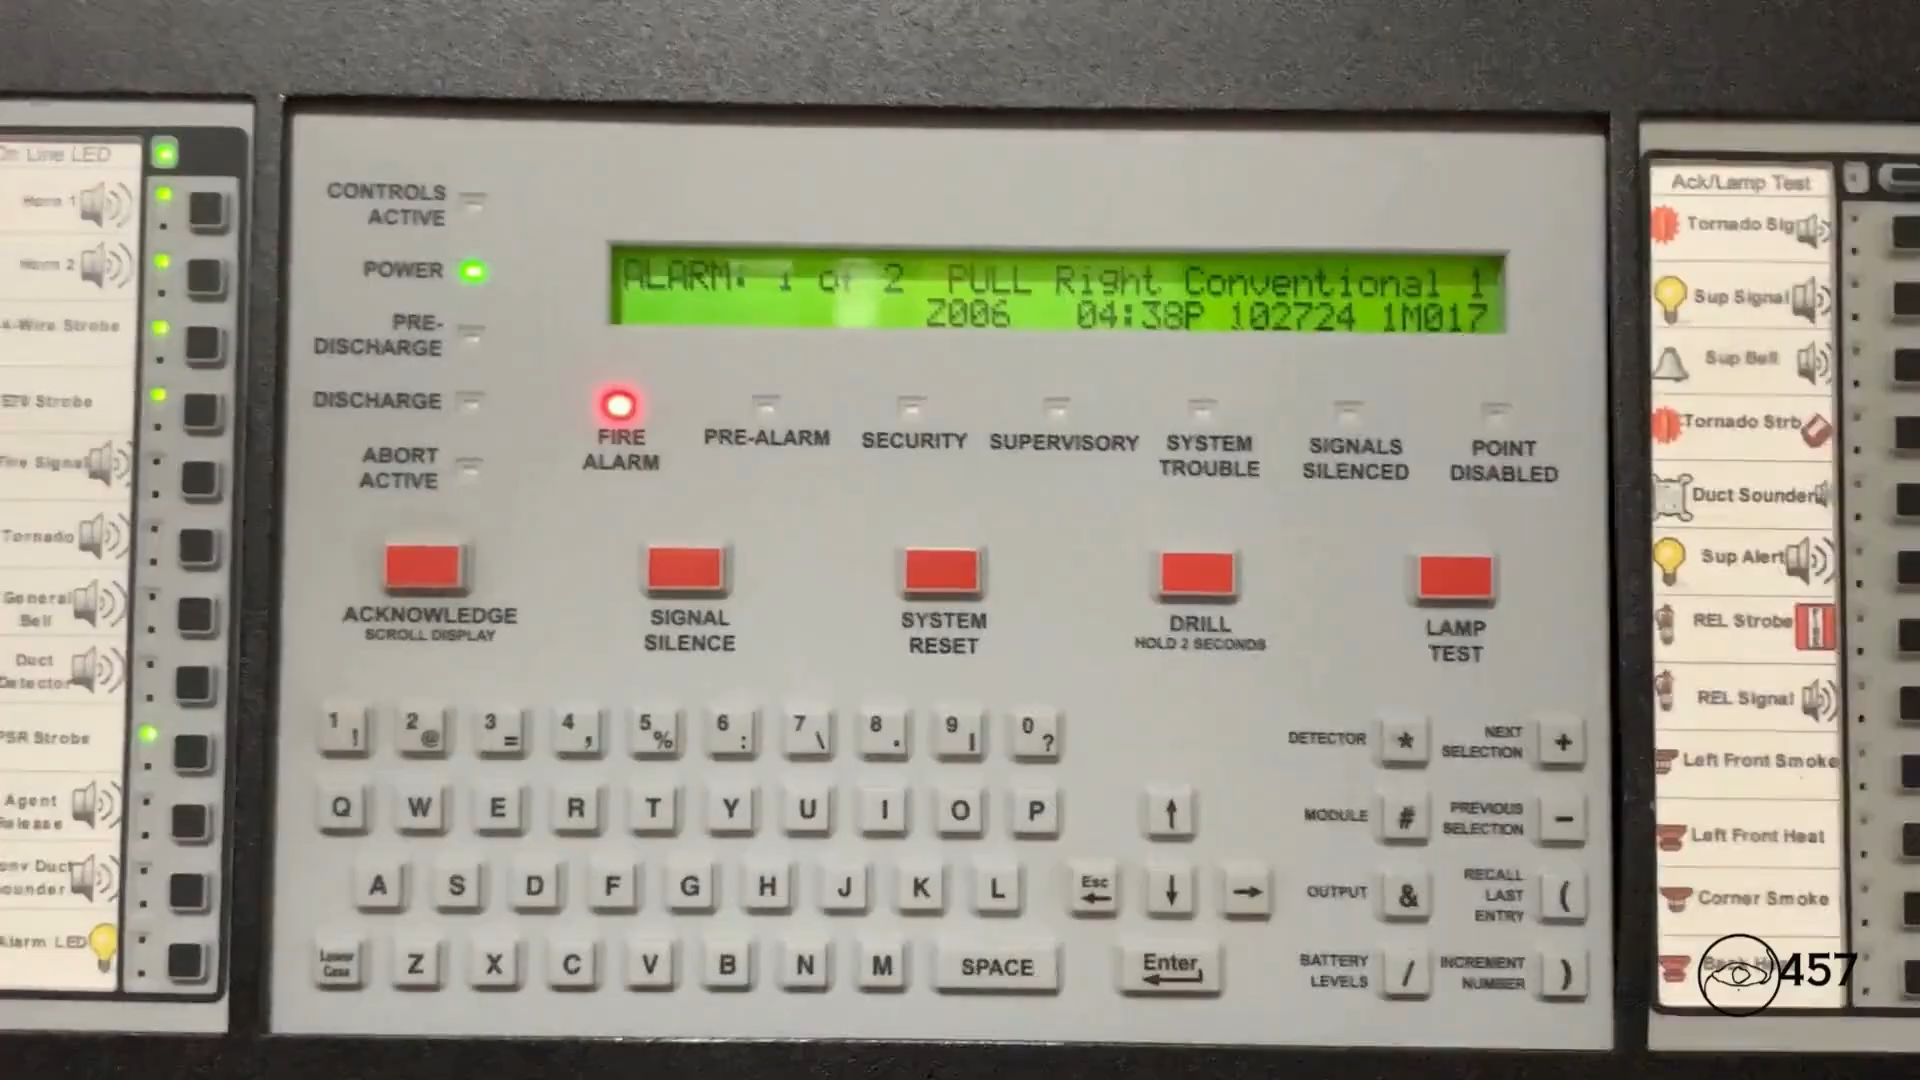 On Line LED
Horn 1
Horn 2
4-Wire Strobe
Strobe
Fire Signal
Tornado
General
Bell
Duct
Detector
PSR Strobe
Agent
Release
Conv Duct
Sounder
Alarm LED
CONTROLS
ACTIVE
POWER
PRE-
DISCHARGE
DISCHARGE
ABORT
ACTIVE
ALARM: 1 of 2 PULL Right Conventional 1
Z006 04:38P 102724 1M017
FIRE
ALARM
PRE-ALARM
SECURITY
SUPERVISORY
SYSTEM
TROUBLE
SIGNALS
SILENCED
POINT
DISABLED
ACKNOWLEDGE
SCROLL DISPLAY
SIGNAL
SILENCE
SYSTEM
RESET
DRILL
HOLD 2 SECONDS
LAMP
TEST
1 ! 2 @ 3 = 4 , 5 % 6 : 7 \ 8 . 9 | 0 ?
Q W E R T Y U I O P
A S D F G H J K L
Lower
Case
Z X C V B N M SPACE
Esc
Enter
DETECTOR *
NEXT
SELECTION +
MODULE #
PREVIOUS
SELECTION -
OUTPUT &
RECALL
LAST
ENTRY (
BATTERY
LEVELS /
INCREMENT
NUMBER )
Ack/Lamp Test
Tornado Sig
Sup Signal
Sup Bell
Tornado Strb
Duct Sounder
Sup Alert
REL Strobe
REL Signal
Left Front Smoke
Left Front Heat
Corner Smoke
457